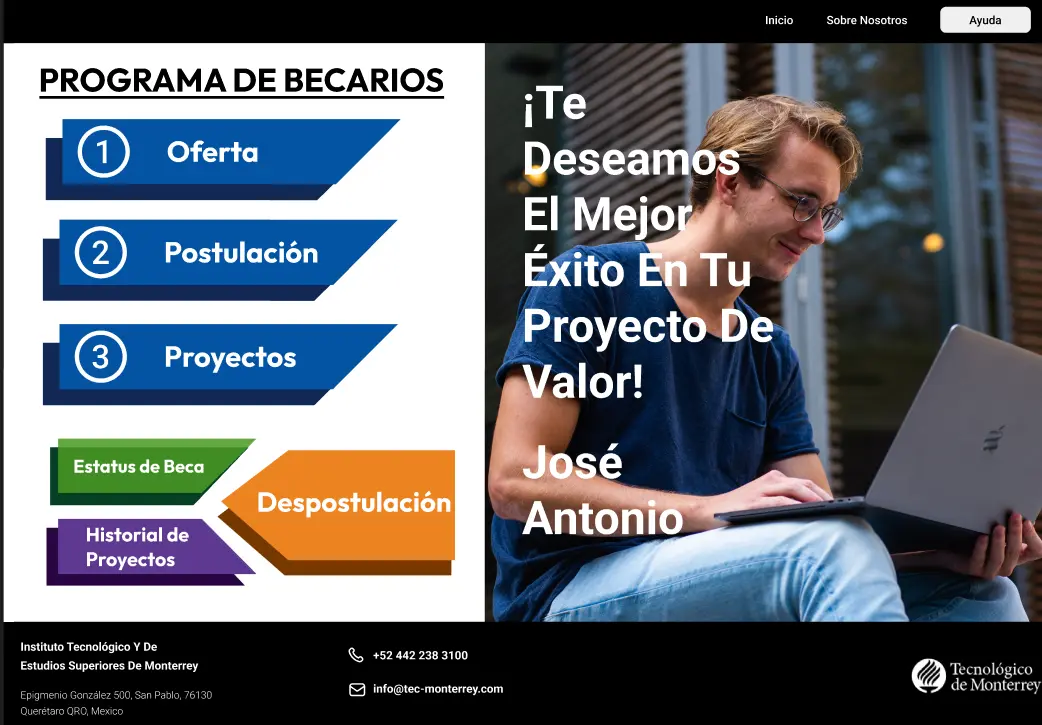 Inicio
Sobre Nosotros
Ayuda
PROGRAMA DE BECARIOS
1
Oferta
2
Postulación
3
Proyectos
Estatus de Beca
Historial de
Proyectos
Despostulación
¡Te
Deseamos
El Mejor
Éxito En Tu
Proyecto De
Valor!
José
Antonio
Instituto Tecnológico Y De
Estudios Superiores De Monterrey
Epigmenio González 500, San Pablo, 76130
Querétaro QRO, Mexico
+52 442 238 3100
info@tec-monterrey.com
Tecnológico
de Monterrey